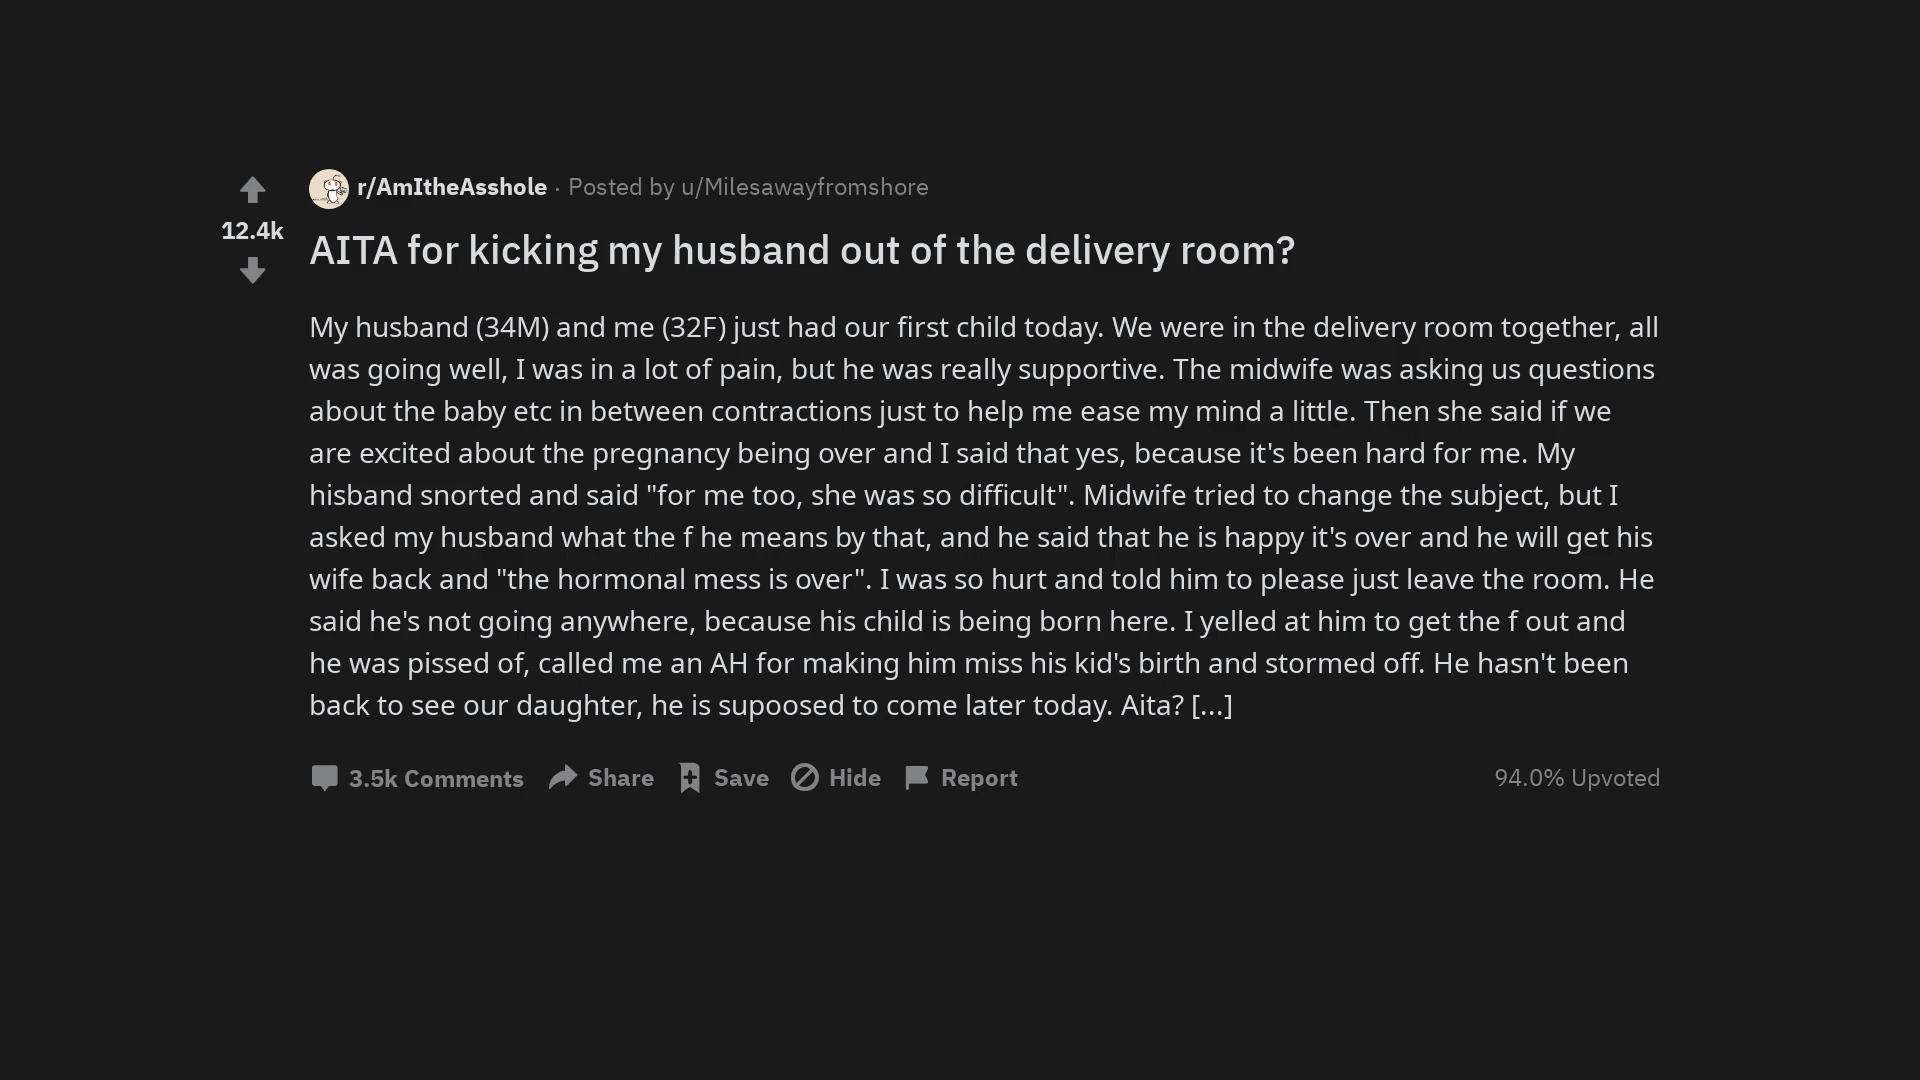 r/AmItheAsshole · Posted by u/Milesawayfromshore
12.4k
AITA for kicking my husband out of the delivery room?
My husband (34M) and me (32F) just had our first child today. We were in the delivery room together, all
was going well, I was in a lot of pain, but he was really supportive. The midwife was asking us questions
about the baby etc in between contractions just to help me ease my mind a little. Then she said if we
are excited about the pregnancy being over and I said that yes, because it's been hard for me. My
hisband snorted and said "for me too, she was so difficult". Midwife tried to change the subject, but I
asked my husband what the f he means by that, and he said that he is happy it's over and he will get his
wife back and "the hormonal mess is over". I was so hurt and told him to please just leave the room. He
said he's not going anywhere, because his child is being born here. I yelled at him to get the f out and
he was pissed of, called me an AH for making him miss his kid's birth and stormed off. He hasn't been
back to see our daughter, he is supoosed to come later today. Aita? [...]
3.5k Comments Share Save Hide Report 94.0% Upvoted